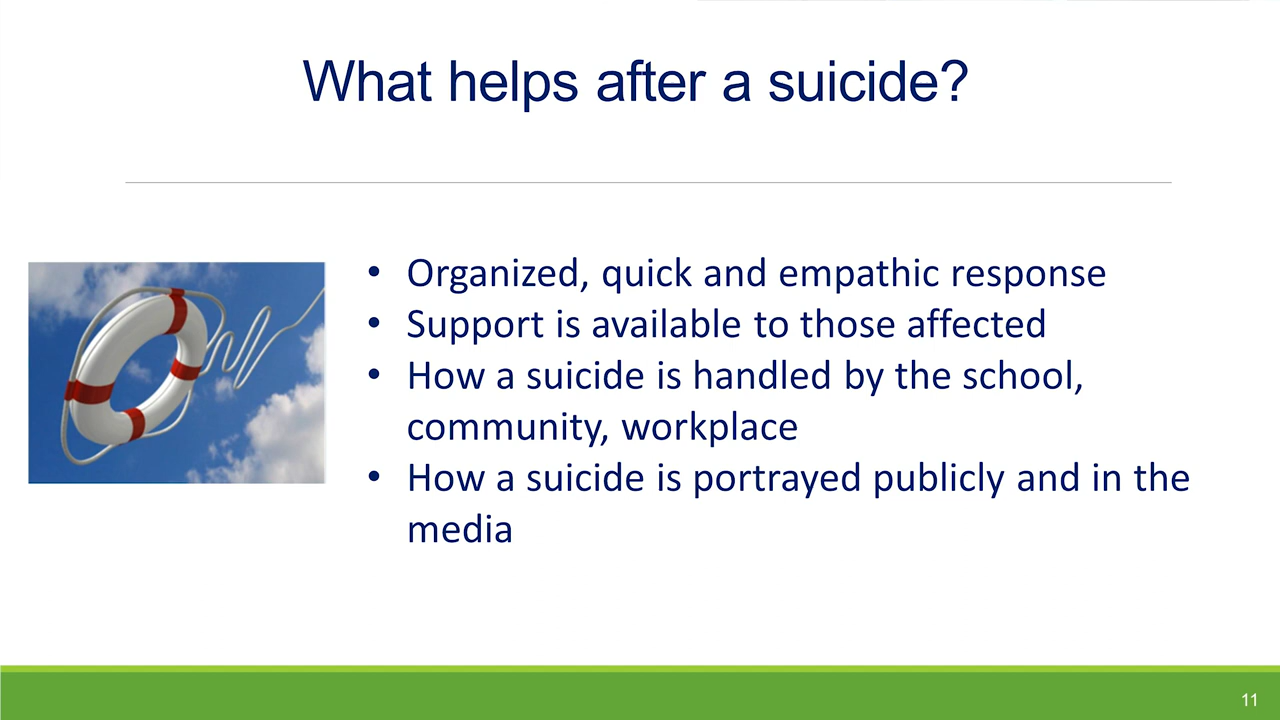 What helps after a suicide?
• Organized, quick and empathic response
• Support is available to those affected
• How a suicide is handled by the school,
community, workplace
• How a suicide is portrayed publicly and in the
media
11